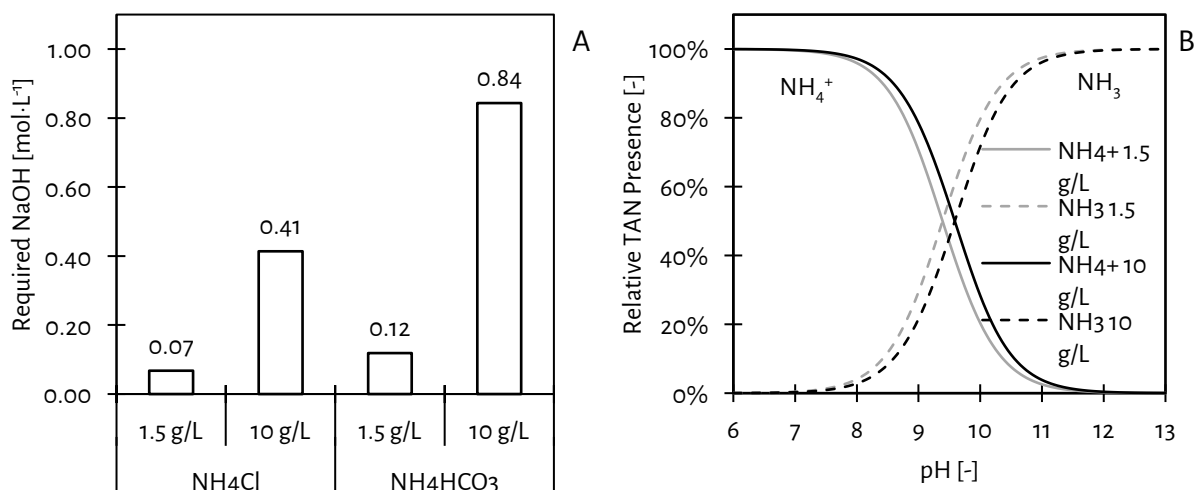 A
Required NaOH [mol·L⁻¹]
1.00
0.80
0.60
0.40
0.20
0.00
0.07
0.41
0.12
0.84
1.5 g/L
10 g/L
1.5 g/L
10 g/L
NH4Cl
NH4HCO3
B
Relative TAN Presence [-]
100%
80%
60%
40%
20%
0%
NH₄⁺
NH₃
NH4+ 1.5
g/L
NH3 1.5
g/L
NH4+ 10
g/L
NH3 10
g/L
6
7
8
9
10
11
12
13
pH [-]